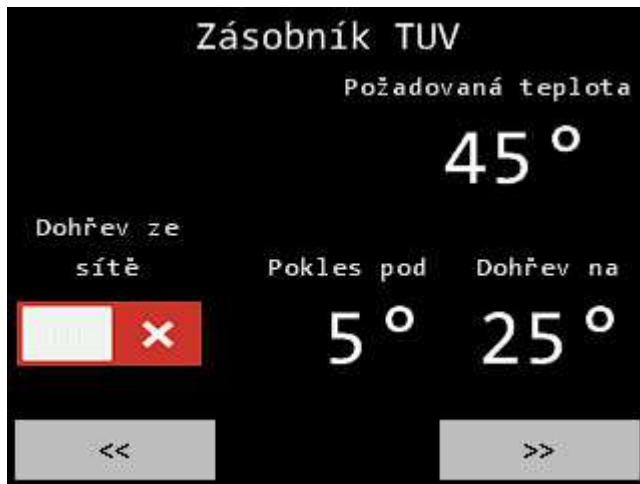 Zásobník TUV
Požadovaná teplota
45°
Dohřev ze
sítě
Pokles pod
Dohřev na
5°
25°
<<
>>